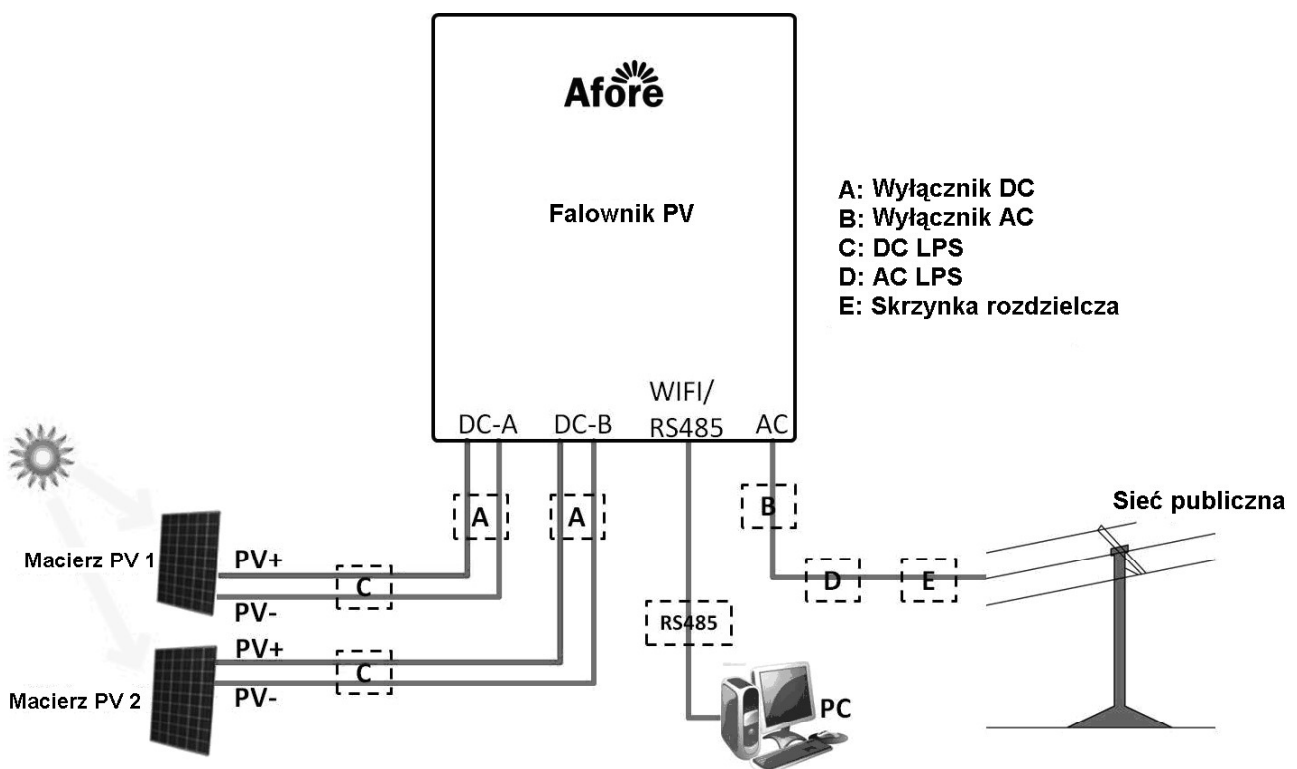 Afore
Falownik PV
A: Wyłącznik DC
B: Wyłącznik AC
C: DC LPS
D: AC LPS
E: Skrzynka rozdzielcza
WIFI/
DC-A DC-B RS485 AC
A A B
Sieć publiczna
Macierz PV 1
PV+
C
PV-
D E
RS485
Macierz PV 2
PV+
C
PV-
PC